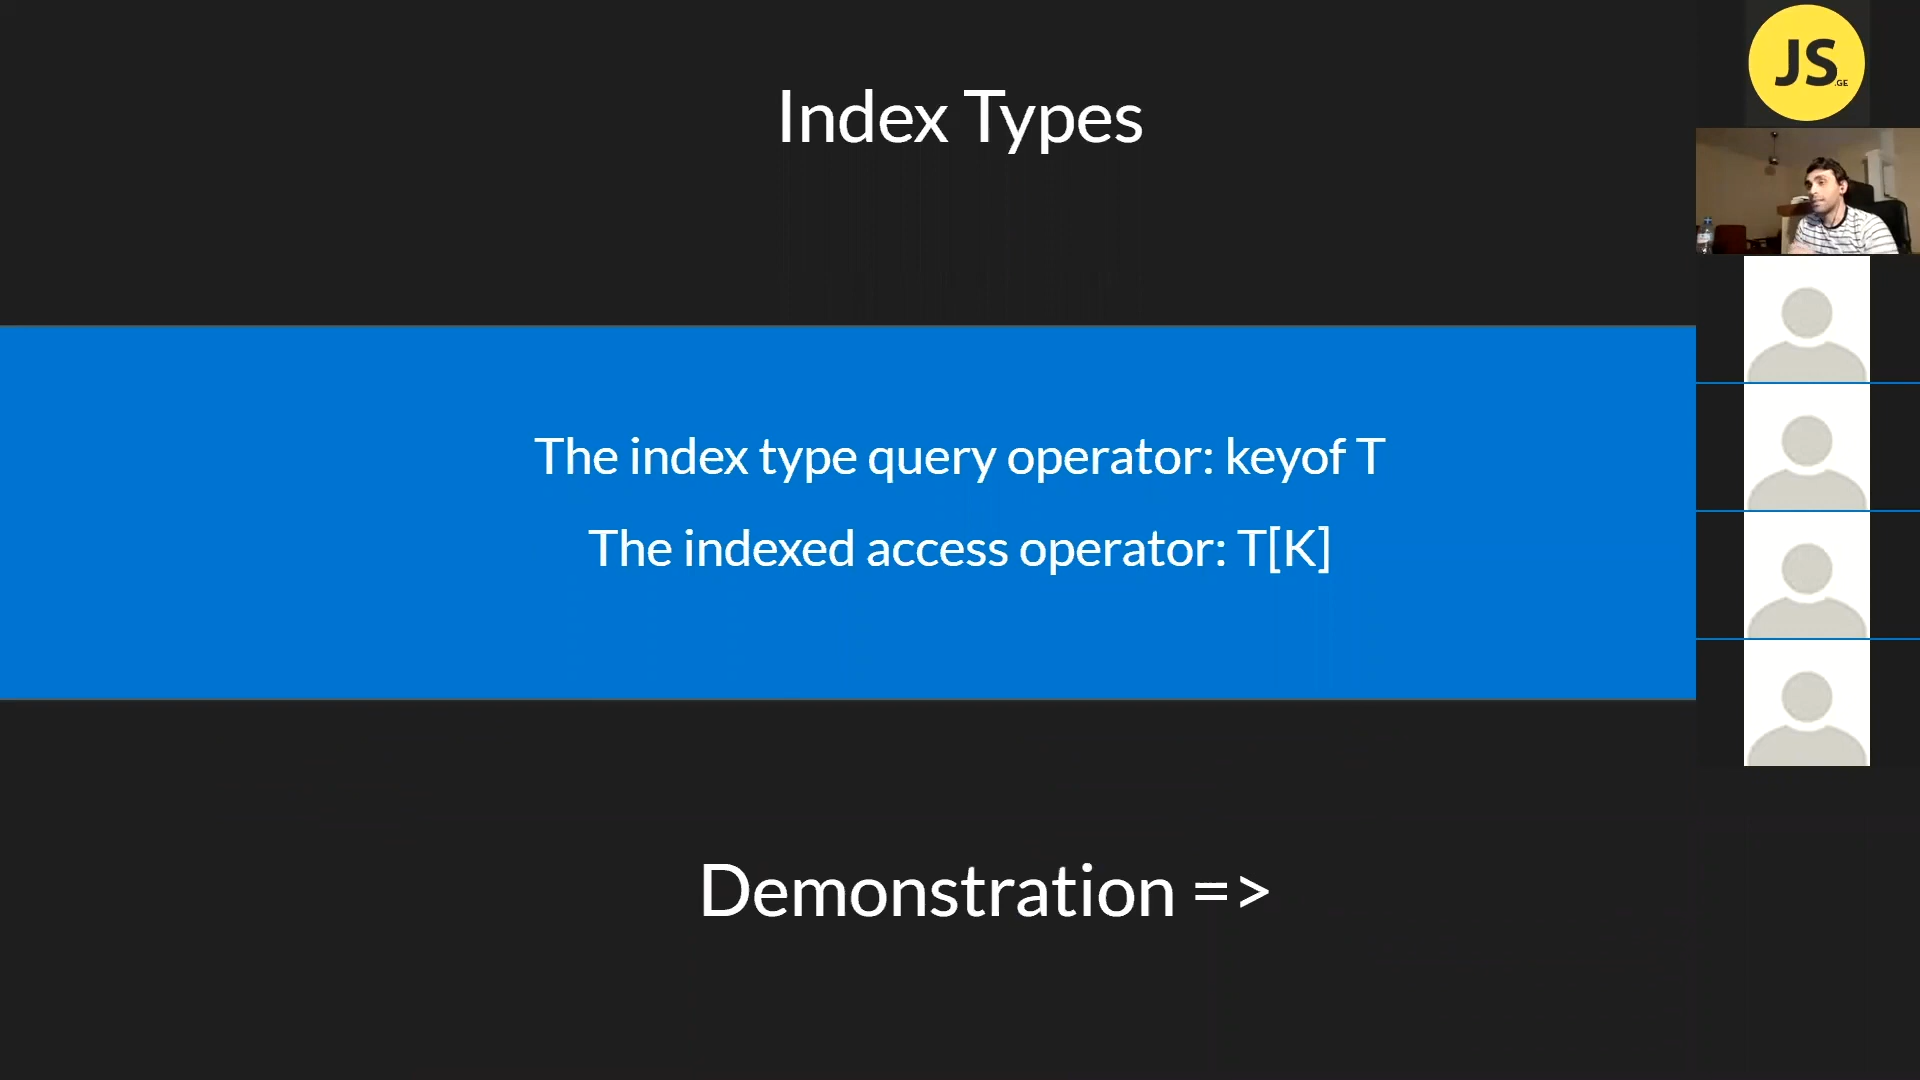 Index Types
The index type query operator: keyof T
The indexed access operator: T[K]
Demonstration =>
JS
.GE